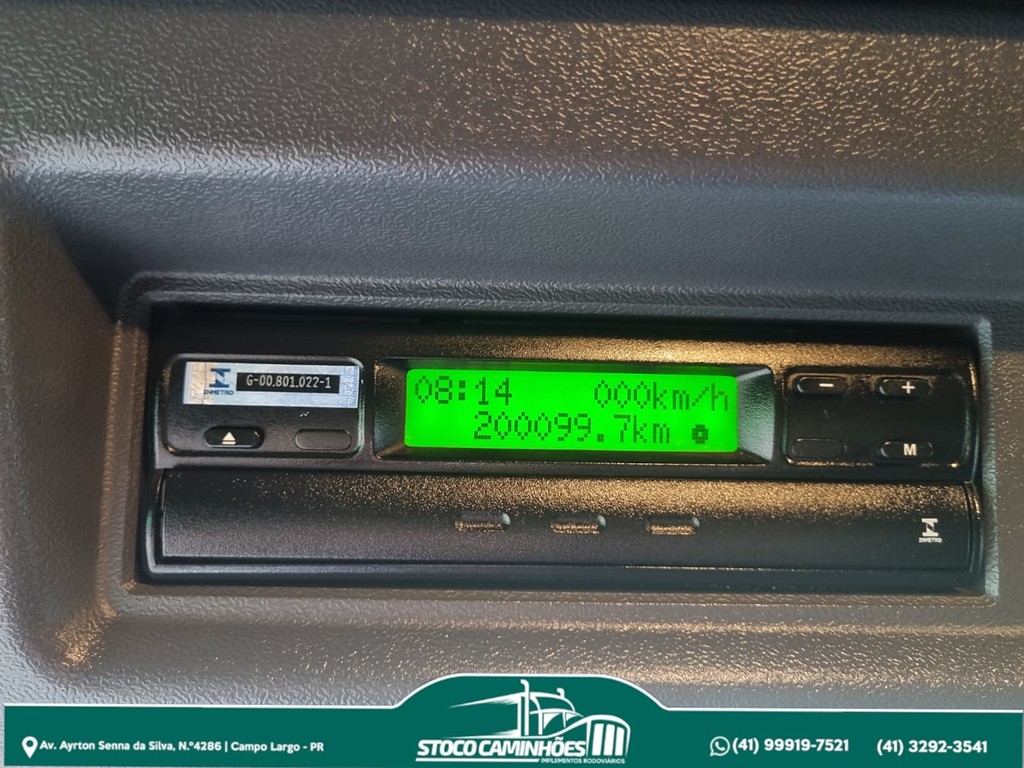 INMETRO
G-00.801.022-1
08:14 000km/h
200099.7km
- +
M
INMETRO
Av. Ayrton Senna da Silva, N.°4286 | Campo Largo - PR
STOCO CAMINHÕES
IMPLEMENTOS RODOVIÁRIOS
(41) 99919-7521 (41) 3292-3541